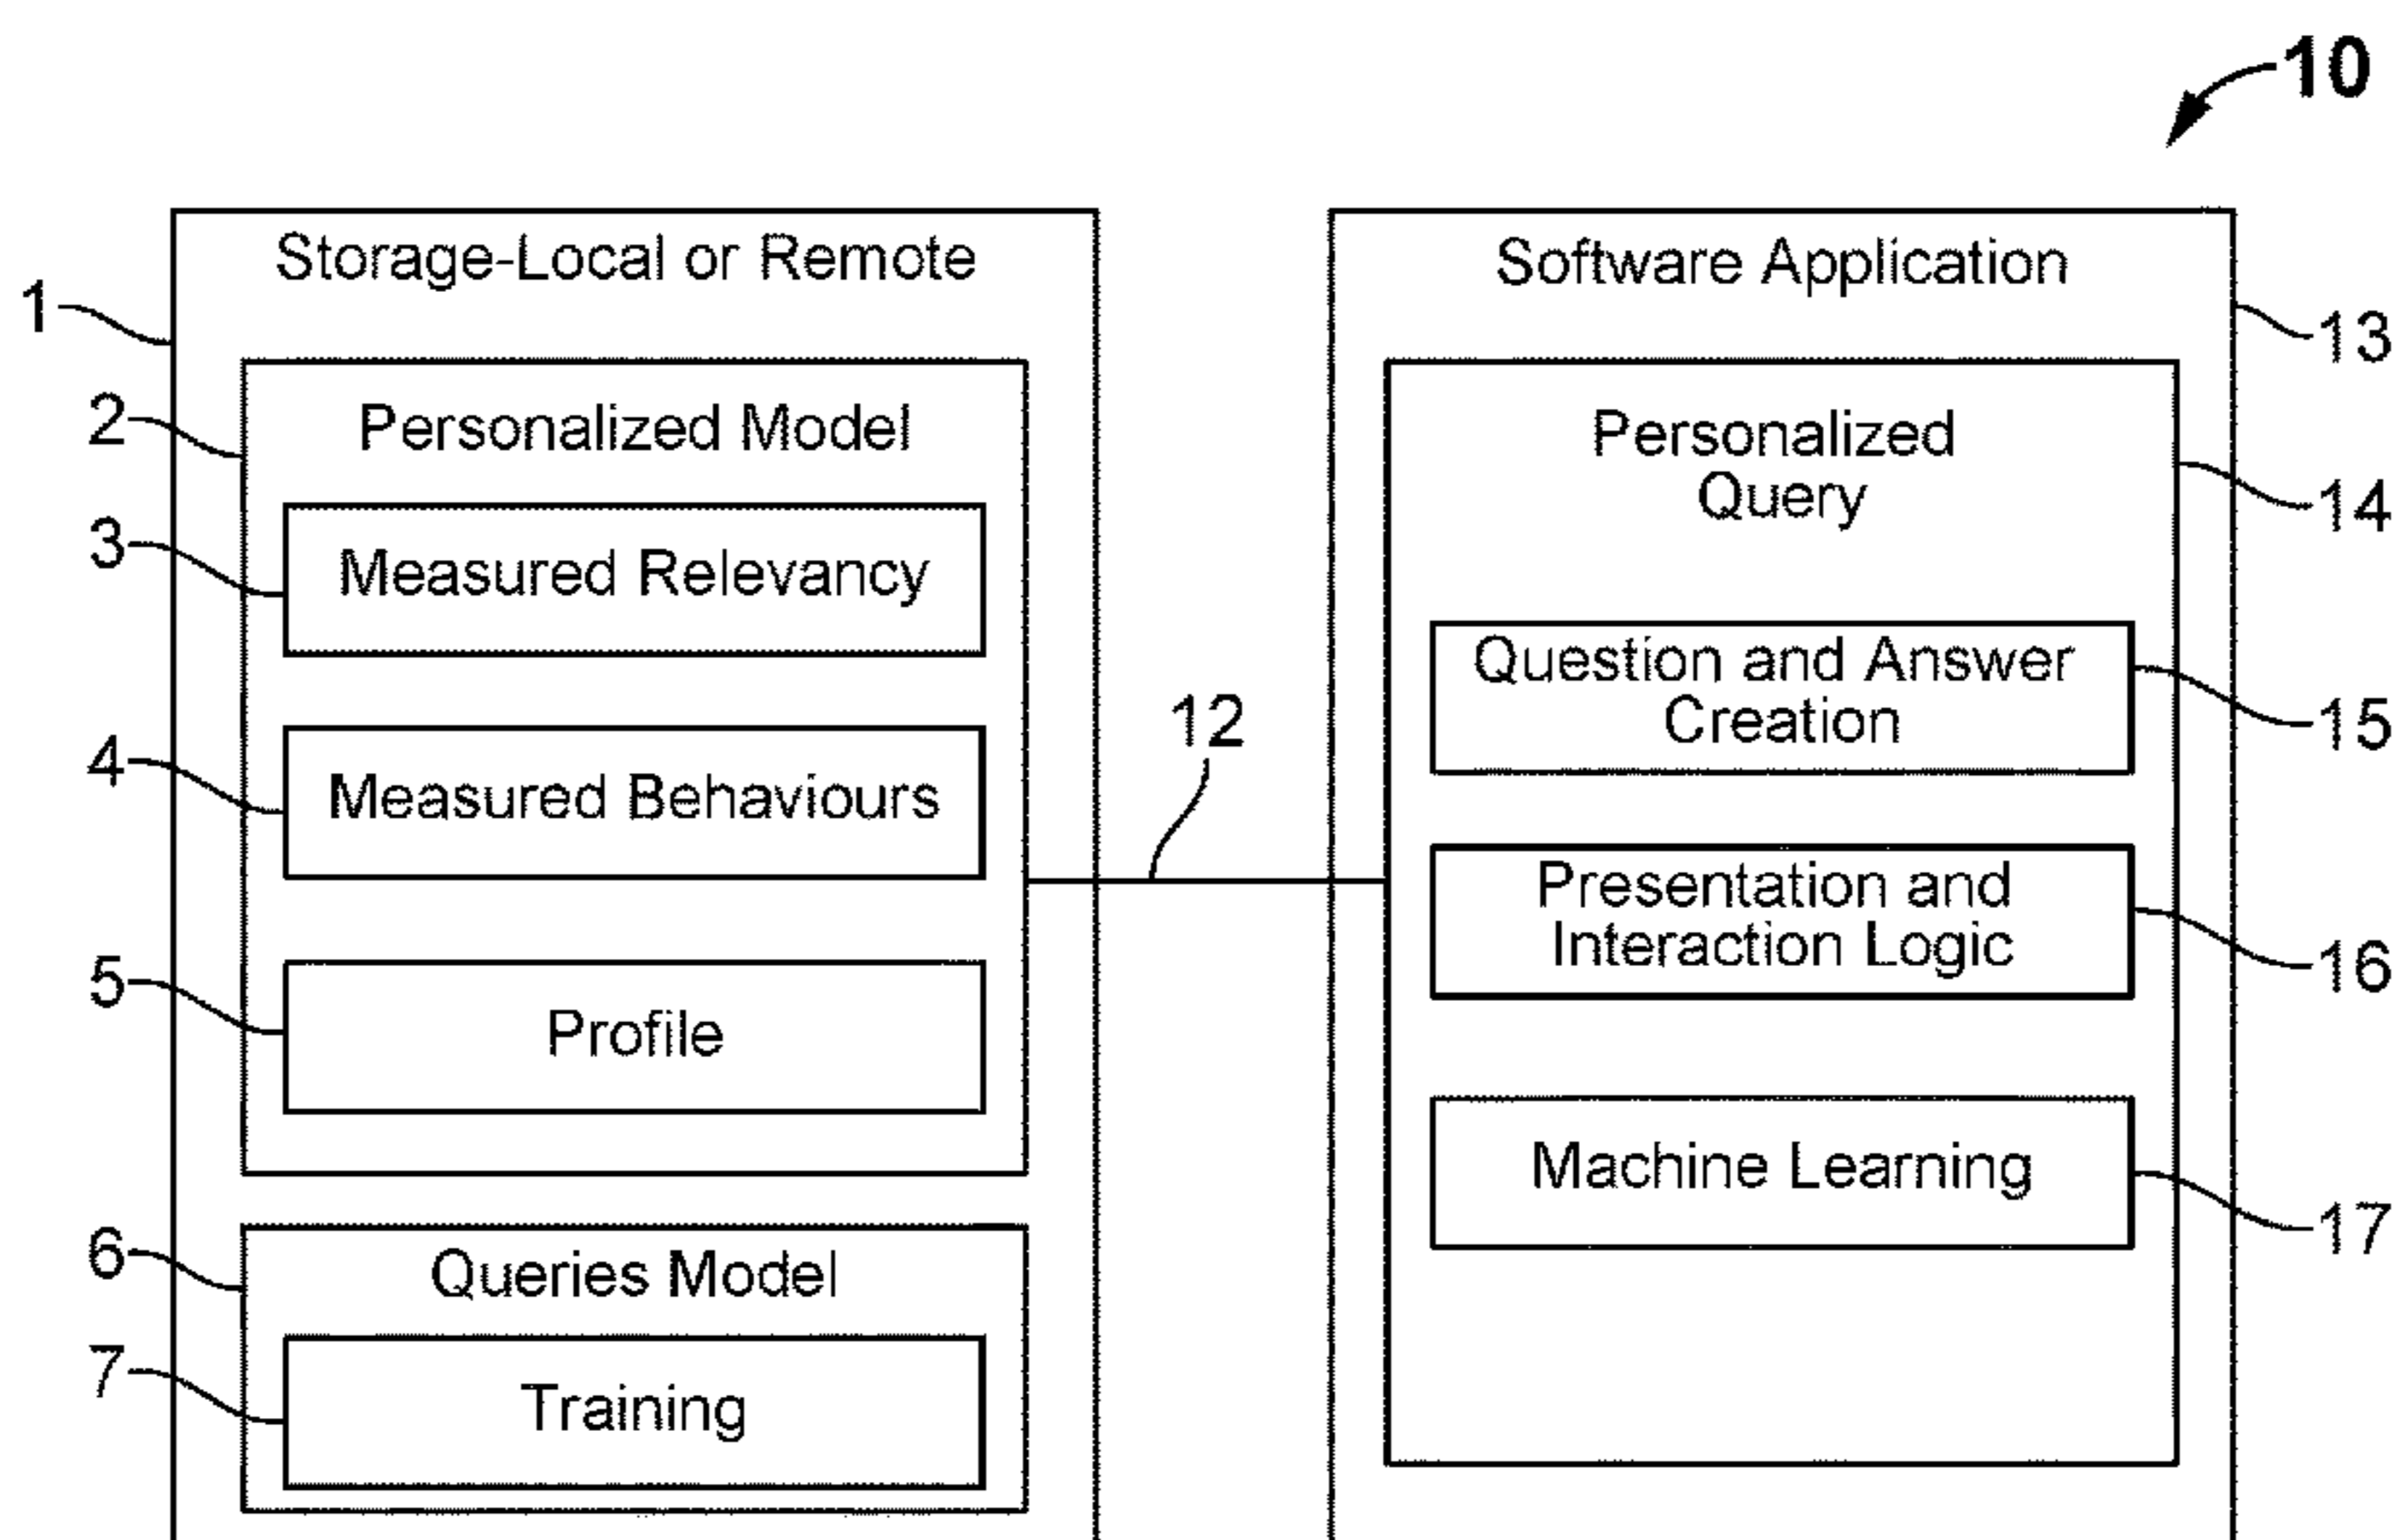 10
Storage-Local or Remote
1
Personalized Model
2
Measured Relevancy
3
Measured Behaviours
4
Profile
5
Queries Model
6
Training
7
12
Software Application
13
Personalized
Query
14
Question and Answer
Creation
15
Presentation and
Interaction Logic
16
Machine Learning
17